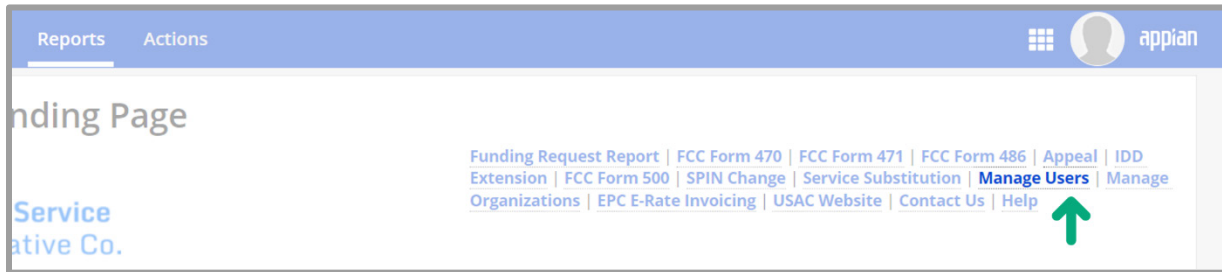 Reports Actions appian
nding Page
Funding Request Report | FCC Form 470 | FCC Form 471 | FCC Form 486 | Appeal | IDD
Extension | FCC Form 500 | SPIN Change | Service Substitution | Manage Users | Manage
Organizations | EPC E-Rate Invoicing | USAC Website | Contact Us | Help
Service
ative Co.